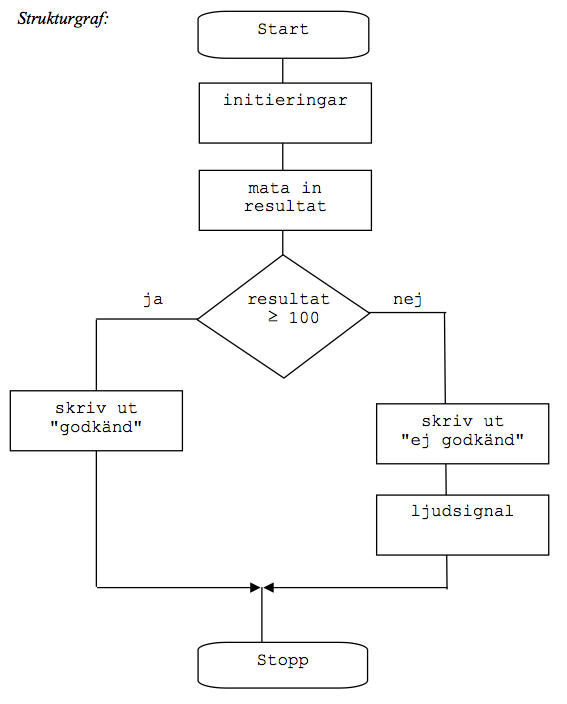 Strukturgraf:
Start
initieringar
mata in
resultat
resultat
≥ 100
ja
nej
skriv ut
"godkänd"
skriv ut
"ej godkänd"
ljudsignal
Stopp